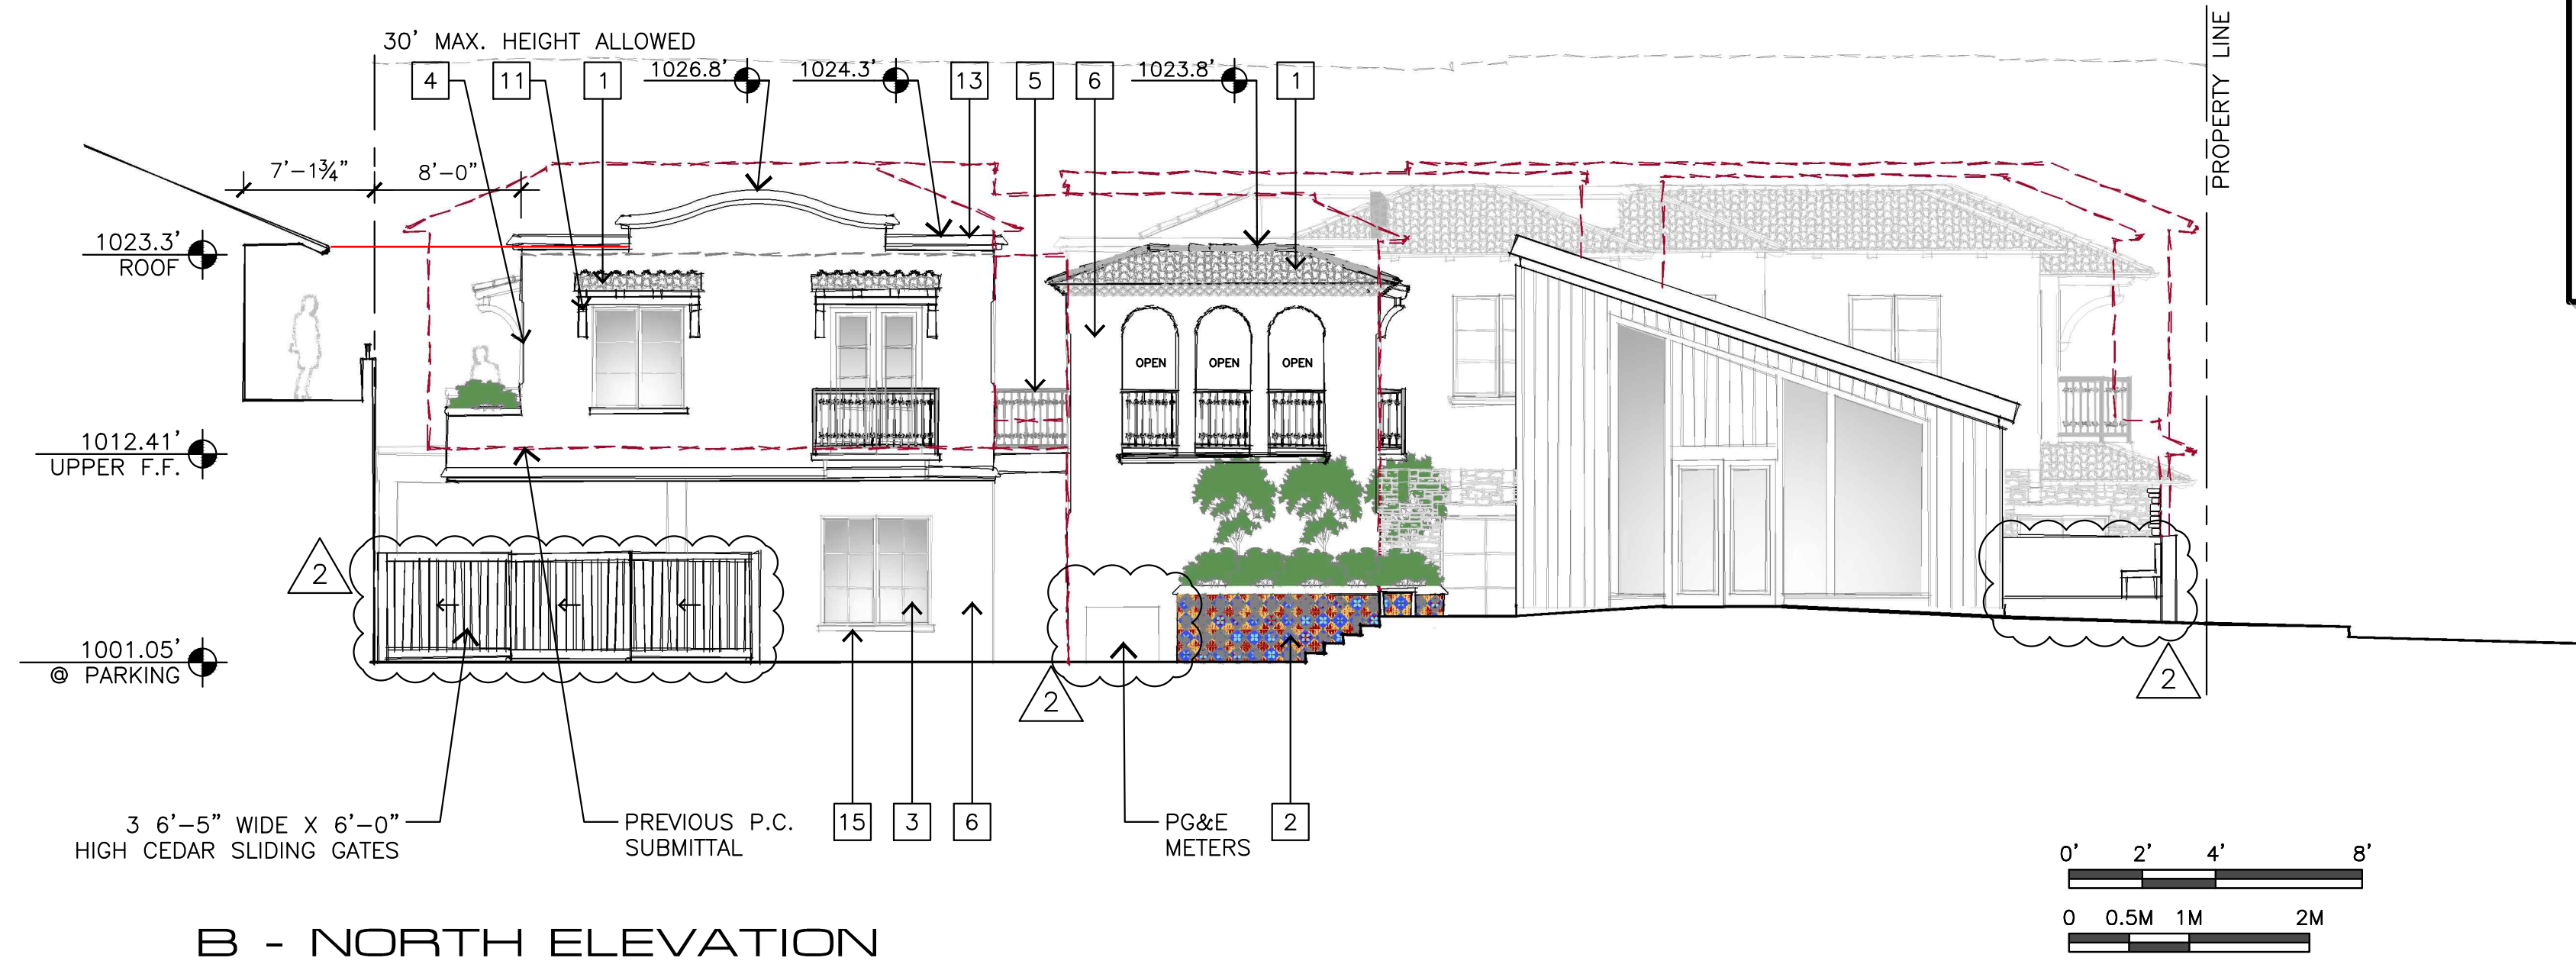 30' MAX. HEIGHT ALLOWED
4
11
1
1026.8'
1024.3'
13
5
6
1023.8'
1
PROPERTY LINE
7'-1¾"
8'-0"
1023.3'
ROOF
OPEN
OPEN
OPEN
1012.41'
UPPER F.F.
2
1001.05'
@ PARKING
2
2
3 6'-5" WIDE X 6'-0"
HIGH CEDAR SLIDING GATES
PREVIOUS P.C.
SUBMITTAL
15
3
6
PG&E
METERS
2
0' 2' 4' 8'
0 0.5M 1M 2M
B - NORTH ELEVATION